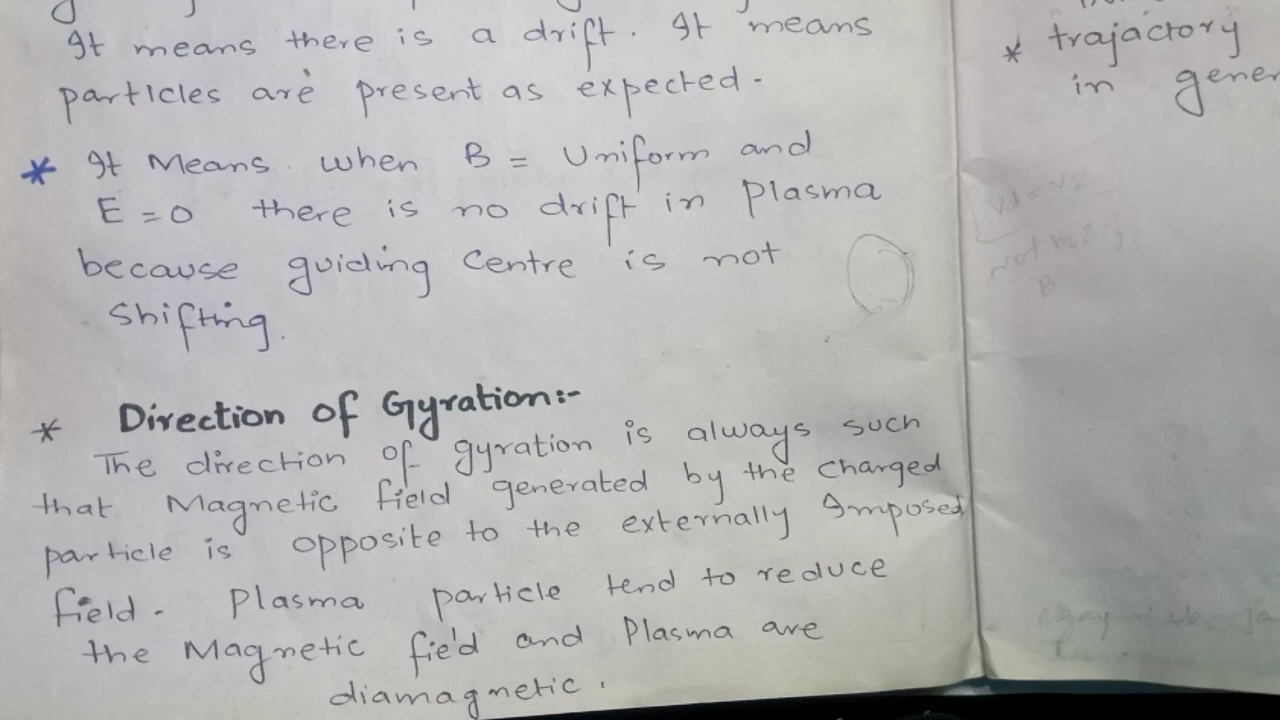 It means there is a drift. It means
particles are present as expected.
* It Means when B = Uniform and
E = 0 there is no drift in Plasma
because guiding Centre is not
Shifting.
* Direction of Gyration:-
The direction of gyration is always such
that Magnetic field generated by the charged
particle is opposite to the externally Imposed
field. Plasma particle tend to reduce
the Magnetic field and Plasma are
diamagnetic.
* trajactory
in gener
Vd = V2
Not
B